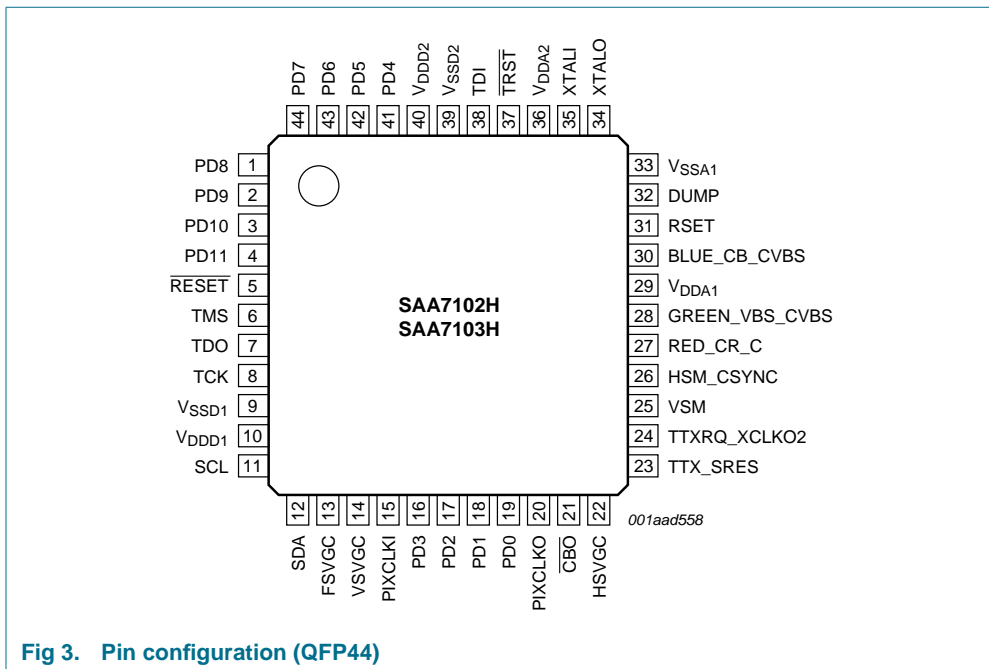 PD7
PD6
PD5
PD4
VDDD2
VSSD2
TDI
TRST
VDDA2
XTALI
XTALO
44
43
42
41
40
39
38
37
36
35
34
PD8 1
PD9 2
PD10 3
PD11 4
RESET 5
TMS 6
TDO 7
TCK 8
VSSD1 9
VDDD1 10
SCL 11
SAA7102H
SAA7103H
33 VSSA1
32 DUMP
31 RSET
30 BLUE_CB_CVBS
29 VDDA1
28 GREEN_VBS_CVBS
27 RED_CR_C
26 HSM_CSYNC
25 VSM
24 TTXRQ_XCLKO2
23 TTX_SRES
12
13
14
15
16
17
18
19
20
21
22
SDA
FSVGC
VSVGC
PIXCLKI
PD3
PD2
PD1
PD0
PIXCLKO
CBO
HSVGC
001aad558
Fig 3. Pin configuration (QFP44)